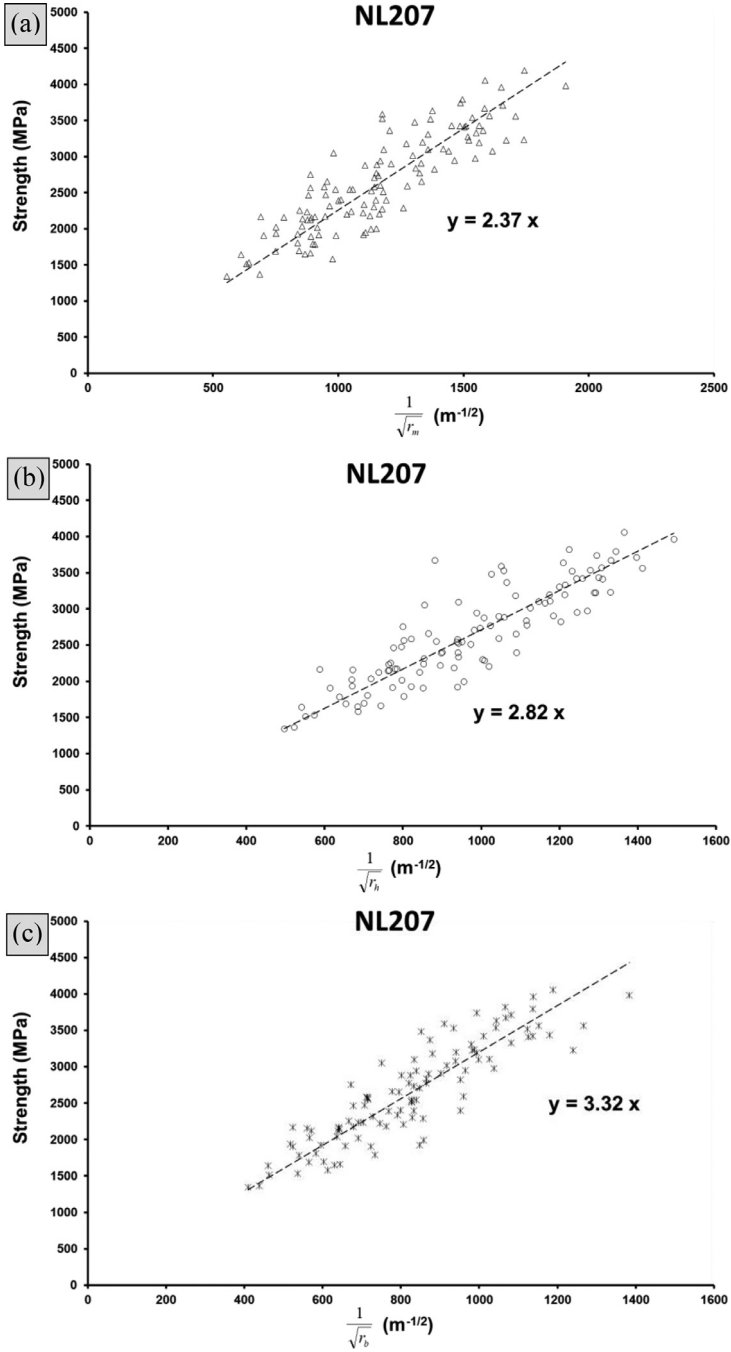 (a)
NL207
5000
4500
4000
3500
3000
2500
2000
1500
1000
500
0
Strength (MPa)
y = 2.37 x
0 500 1000 1500 2000 2500
1/√r_m (m^-1/2)
(b)
NL207
5000
4500
4000
3500
3000
2500
2000
1500
1000
500
0
Strength (MPa)
y = 2.82 x
0 200 400 600 800 1000 1200 1400 1600
1/√r_h (m^-1/2)
(c)
NL207
5000
4500
4000
3500
3000
2500
2000
1500
1000
500
0
Strength (MPa)
y = 3.32 x
0 200 400 600 800 1000 1200 1400 1600
1/√r_b (m^-1/2)